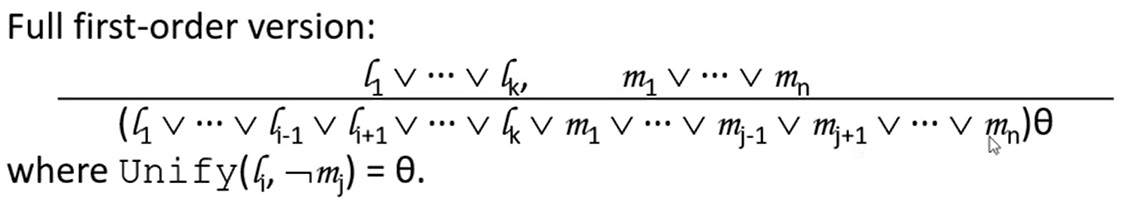 Full first-order version:
ℓ₁ ∨ ··· ∨ ℓₖ, m₁ ∨ ··· ∨ mₙ
(ℓ₁ ∨ ··· ∨ ℓᵢ₋₁ ∨ ℓᵢ₊₁ ∨ ··· ∨ ℓₖ ∨ m₁ ∨ ··· ∨ mⱼ₋₁ ∨ mⱼ₊₁ ∨ ··· ∨ mₙ)θ
where Unify(ℓᵢ, ¬mⱼ) = θ.